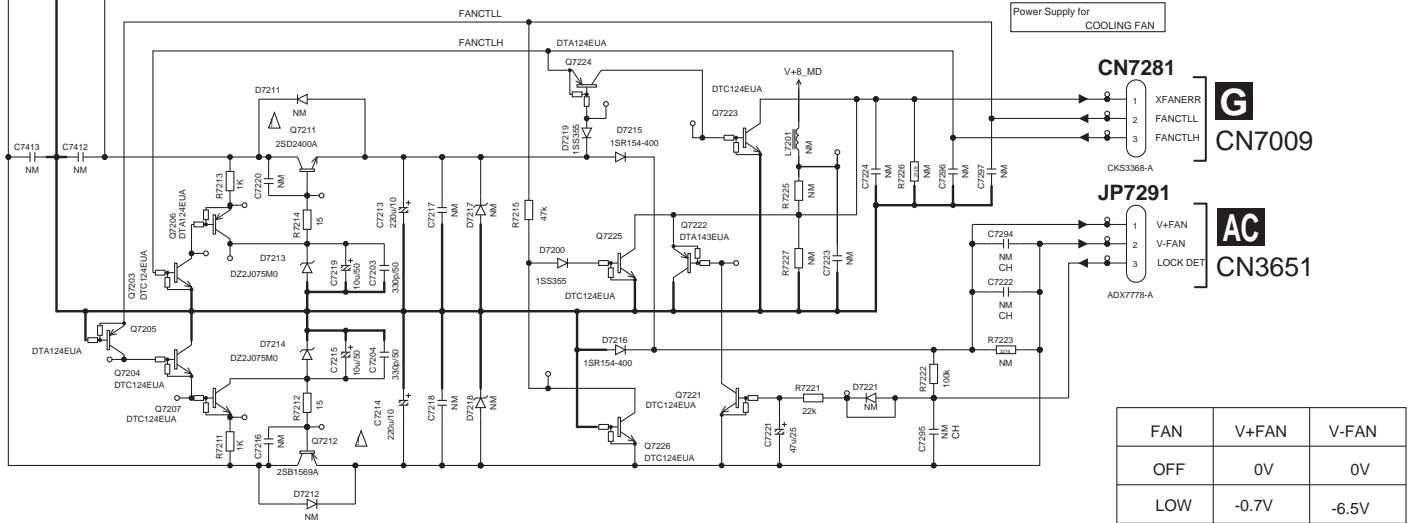 FANCTLL
Power Supply for
COOLING FAN
FANCTLH
DTA124EUA
Q7224
V+8_MD
CN7281
D7211
NM
DTC124EUA
Q7223
1 XFANERR
G
Q7211
2SD2400A
D7219
1SS355
D7215
1SR154-400
L7201
NM
2 FANCTLL
CN7009
3 FANCTLH
C7413
NM
C7412
NM
CKS3368-A
R7213
1K
C7220
NM
C7213
220u/10
C7217
NM
D7217
NM
R7215
47k
R7225
NM
C7224
NM
R7226
NM
C7296
NM
C7297
NM
JP7291
Q7206
DTA124EUA
R7214
15
Q7225
Q7222
DTA143EUA
C7294
NM
CH
1 V+FAN
AC
D7213
DZ2J075M0
C7219
10u/50
C7203
330p/50
D7200
1SS355
R7227
NM
C7223
NM
2 V-FAN
CN3651
Q7203
DTC124EUA
DTC124EUA
C7222
NM
CH
3 LOCK DET
ADX7778-A
Q7205
DTA124EUA
D7214
DZ2J075M0
C7215
10u/50
C7204
330p/50
D7216
1SR154-400
R7223
NM
Q7204
DTC124EUA
R7222
100k
Q7207
DTC124EUA
R7212
15
C7214
220u/10
C7218
NM
D7218
NM
Q7221
DTC124EUA
R7221
22k
D7221
NM
R7211
1K
C7216
NM
Q7212
2SB1569A
Q7226
DTC124EUA
C7221
47u/25
C7295
NM
CH
D7212
NM
FAN V+FAN V-FAN
OFF 0V 0V
LOW -0.7V -6.5V